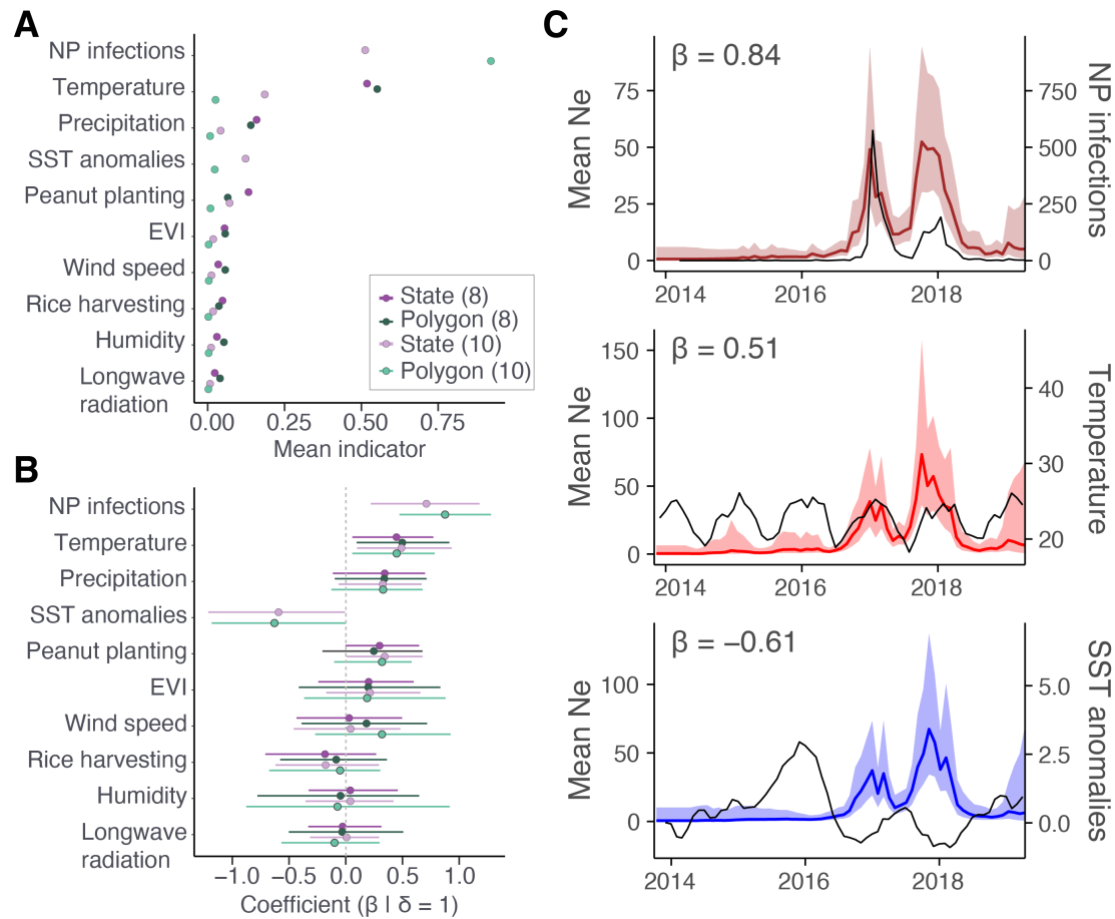 A
NP infections
Temperature
Precipitation
SST anomalies
Peanut planting
EVI
Wind speed
Rice harvesting
Humidity
Longwave
radiation
State (8)
Polygon (8)
State (10)
Polygon (10)
0.00 0.25 0.50 0.75
Mean indicator
B
NP infections
Temperature
Precipitation
SST anomalies
Peanut planting
EVI
Wind speed
Rice harvesting
Humidity
Longwave
radiation
−1.0 −0.5 0.0 0.5 1.0
Coefficient (β | δ = 1)
C
β = 0.84
Mean Ne
75
50
25
0
NP infections
750
500
250
0
2014 2016 2018
β = 0.51
Mean Ne
150
100
50
0
Temperature
40
30
20
2014 2016 2018
β = −0.61
Mean Ne
100
50
0
SST anomalies
5.0
2.5
0.0
2014 2016 2018